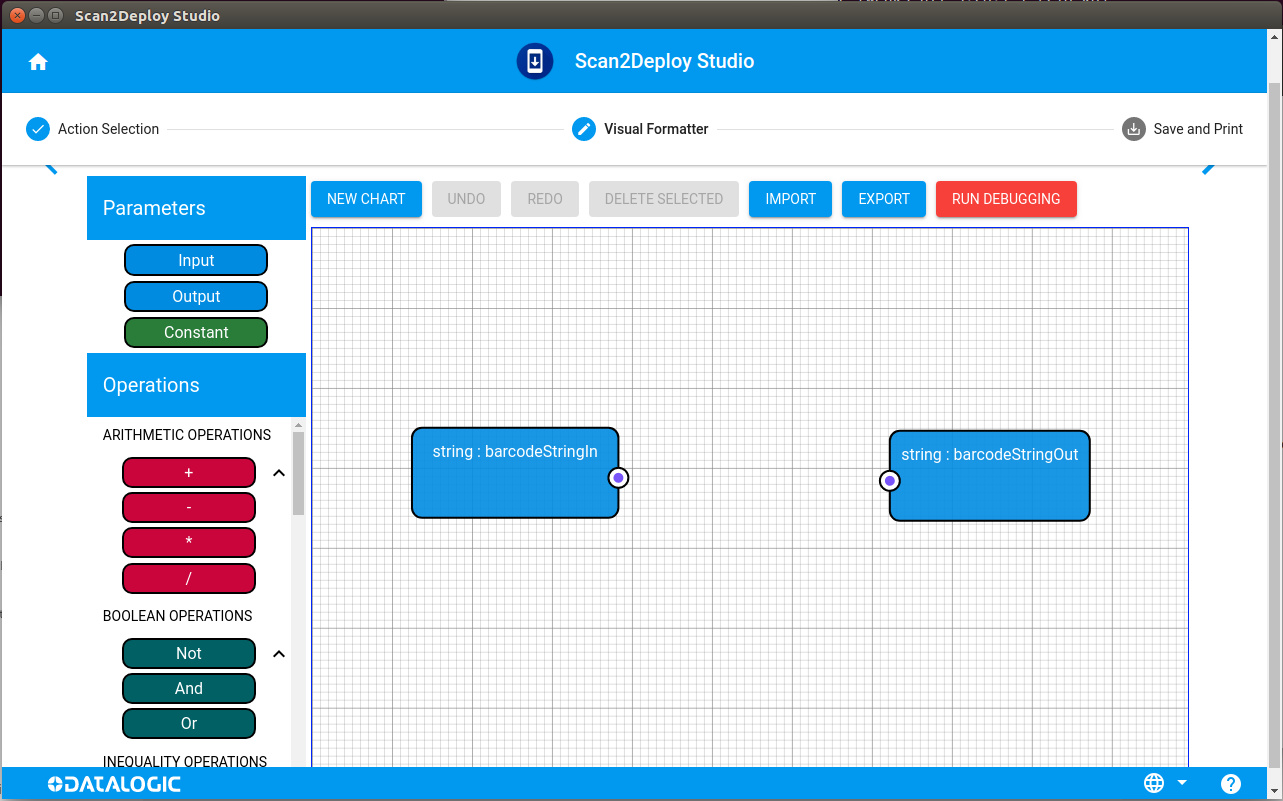 Scan2Deploy Studio
Scan2Deploy Studio
Action Selection
Visual Formatter
Save and Print
Parameters
Input
Output
Constant
Operations
ARITHMETIC OPERATIONS
+
-
*
/
BOOLEAN OPERATIONS
Not
And
Or
INEQUALITY OPERATIONS
NEW CHART
UNDO
REDO
DELETE SELECTED
IMPORT
EXPORT
RUN DEBUGGING
string : barcodeStringIn
string : barcodeStringOut
DATALOGIC
?